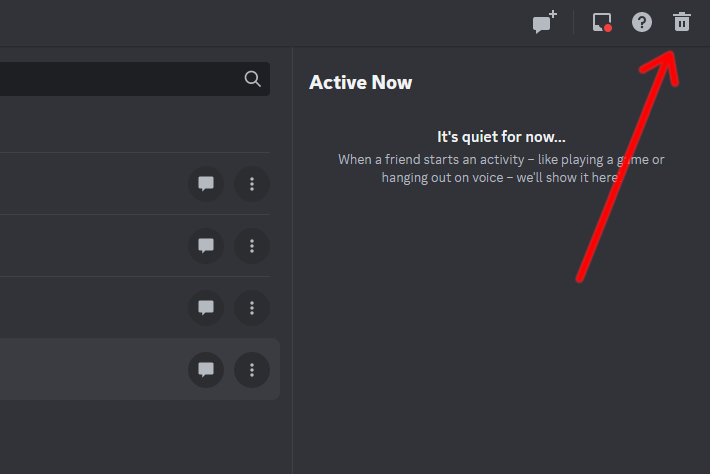 Active Now
It's quiet for now...
When a friend starts an activity – like playing a game or
hanging out on voice – we'll show it here!